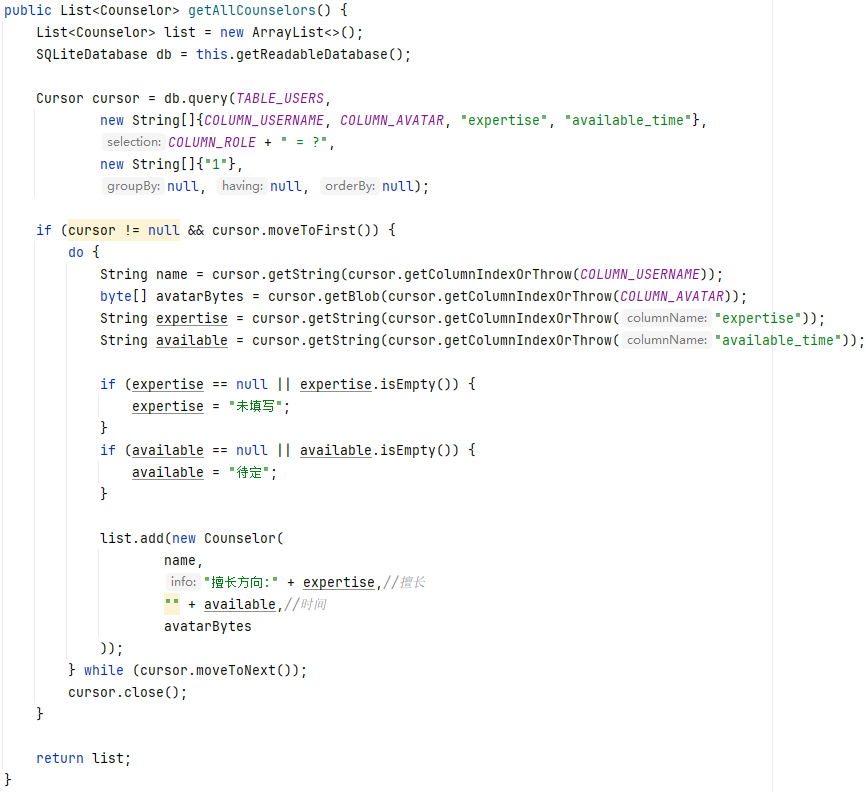 public List<Counselor> getAllCounselors() {
List<Counselor> list = new ArrayList<>();
SQLiteDatabase db = this.getReadableDatabase();
Cursor cursor = db.query(TABLE_USERS,
new String[]{COLUMN_USERNAME, COLUMN_AVATAR, "expertise", "available_time"},
selection: COLUMN_ROLE + " = ?",
new String[]{"1"},
groupBy: null, having: null, orderBy: null);
if (cursor != null && cursor.moveToFirst()) {
do {
String name = cursor.getString(cursor.getColumnIndexOrThrow(COLUMN_USERNAME));
byte[] avatarBytes = cursor.getBlob(cursor.getColumnIndexOrThrow(COLUMN_AVATAR));
String expertise = cursor.getString(cursor.getColumnIndexOrThrow( columnName: "expertise"));
String available = cursor.getString(cursor.getColumnIndexOrThrow( columnName: "available_time"));
if (expertise == null || expertise.isEmpty()) {
expertise = "未填写";
}
if (available == null || available.isEmpty()) {
available = "待定";
}
list.add(new Counselor(
name,
info: "擅长方向:" + expertise,//擅长
"" + available,//时间
avatarBytes
));
} while (cursor.moveToNext());
cursor.close();
}
return list;
}